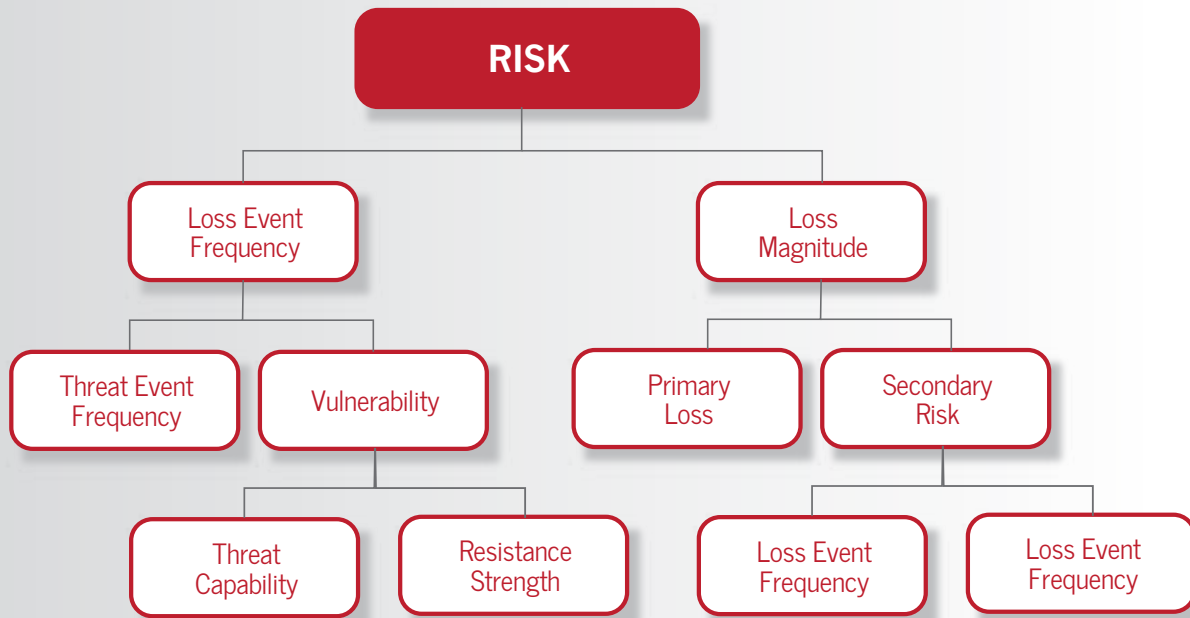 RISK
Loss Event
Frequency
Loss
Magnitude
Threat Event
Frequency
Vulnerability
Primary
Loss
Secondary
Risk
Threat
Capability
Resistance
Strength
Loss Event
Frequency
Loss Event
Frequency